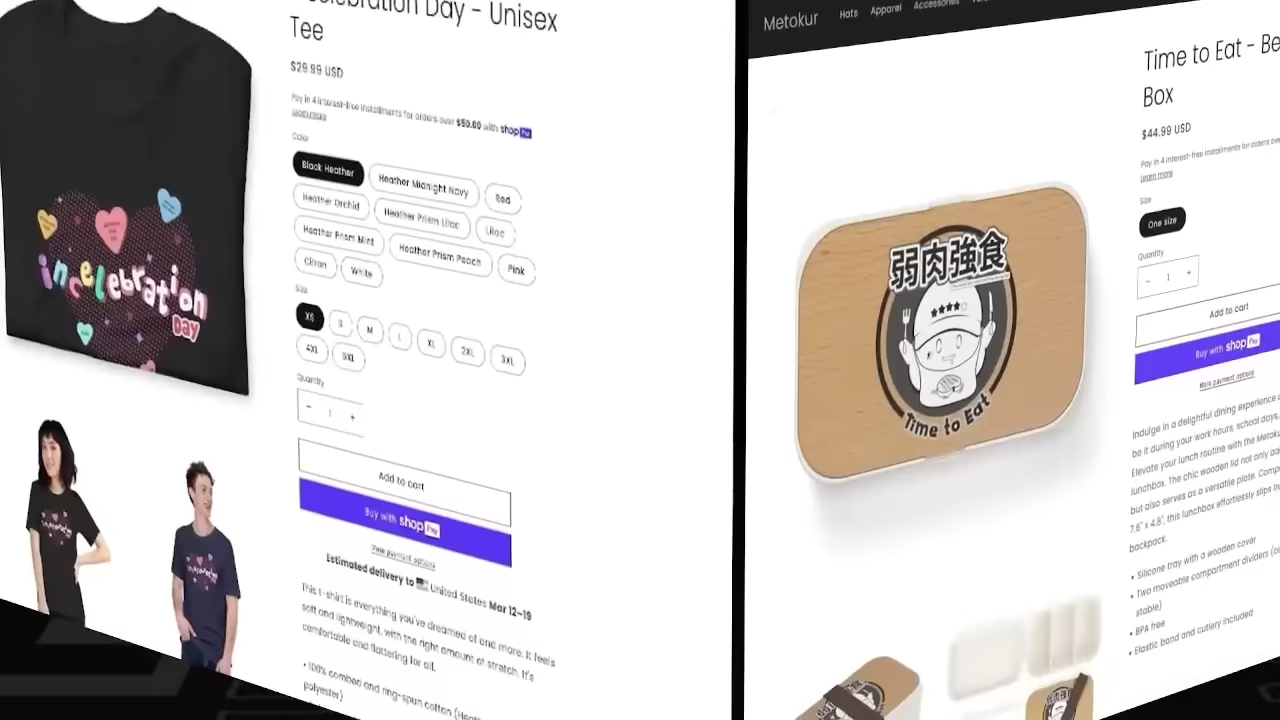 elebration Day - Unisex
Tee
$29.99 USD
Pay in 4 interest-free installments for orders over $50.00 with shop Pay
Learn more
Color
Black Heather
Heather Midnight Navy
Red
Heather Orchid
Heather Prism Lilac
Lilac
Heather Prism Mint
Heather Prism Peach
Pink
Citron
White
Size
XS
S
M
L
XL
2XL
3XL
4XL
5XL
Quantity
− 1 +
Add to cart
Buy with shop Pay
More payment options
Estimated delivery to United States Mar 12–19
This t-shirt is everything you've dreamed of and more. It feels
soft and lightweight, with the right amount of stretch. It's
comfortable and flattering for all.
• 100% combed and ring-spun cotton (Heat
polyester)
incelebration
Day
Metokur
Hats
Apparel
Accessories
Time to Eat - Be
Box
$44.99 USD
Pay in 4 interest-free installments for orders ove
Learn more
Size
One size
Quantity
− 1 +
Add to cart
Buy with shop Pay
More payment options
Indulge in a delightful dining experience
be it during your work hours, school days,
Elevate your lunch routine with the Metoku
lunchbox. The chic wooden lid not only ad
but also serves as a versatile plate. Comp
7.6" x 4.8", this lunchbox effortlessly slips in
backpack.
• Silicone tray with a wooden cover
• Two moveable compartment dividers (o
stable)
• BPA free
• Elastic band and cutlery included
弱肉強食
Time to Eat